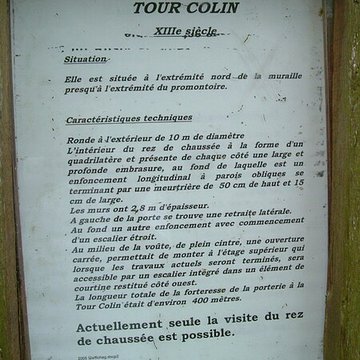 TOUR COLIN
XIIIe siècle
Situation
Elle est située à l'extrémité nord de la muraille
presqu'à l'extrémité du promontoire.
Caractéristiques techniques
Ronde à l'extérieur de 10 m de diamètre
L'intérieur du rez de chaussée à la forme d'un
quadrilatère et présente de chaque côté une large et
profonde embrasure, au fond de laquelle est un
enfoncement longitudinal à parois obliques se
terminant par une meurtrière de 50 cm de haut et 15
cm de large.
Les murs ont 2,8 m d'épaisseur.
A gauche de la porte se trouve une retraite latérale.
Au fond un autre enfoncement avec commencement
d'un escalier étroit.
Au milieu de la voûte, de plein cintre, une ouverture
carrée, permettait de monter à l'étage supérieur qui
lorsque les travaux actuels seront terminés, sera
accessible par un escalier intégré dans un élément de
courtine restitué côté ouest.
La longueur totale de la forteresse de la porterie à la
Tour Colin était d'environ 400 mètres.
Actuellement seule la visite du rez
de chaussée est possible.